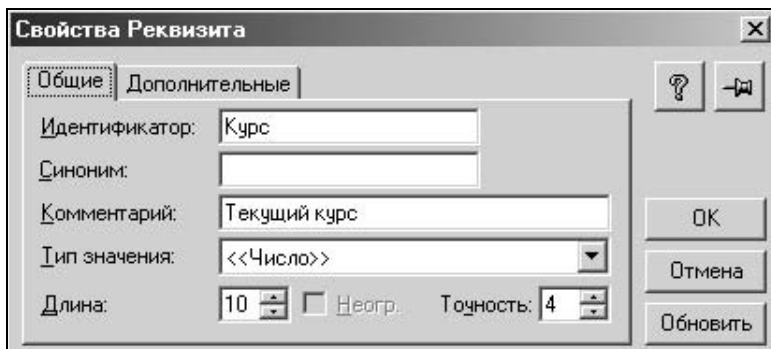 Свойства Реквизита
Общие Дополнительные
Идентификатор: Курс
Синоним:
Комментарий: Текущий курс
Тип значения: <<Число>>
Длина: 10 Неогр. Точность: 4
OK
Отмена
Обновить